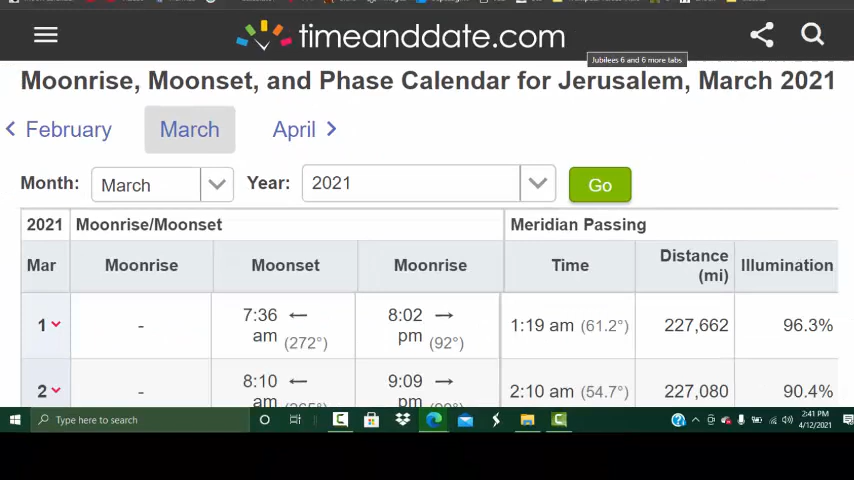 timeanddate.com
Jubilees 6 and 6 more tabs
Moonrise, Moonset, and Phase Calendar for Jerusalem, March 2021
February March April
Month: March Year: 2021 Go
2021 Moonrise/Moonset Meridian Passing
Mar Moonrise Moonset Moonrise Time Distance (mi) Illumination
1 - 7:36 am ← (272°) 8:02 pm → (92°) 1:19 am (61.2°) 227,662 96.3%
2 - 8:10 am ← 9:09 pm → 2:10 am (54.7°) 227,080 90.4%
Type here to search
2:41 PM
4/12/2021